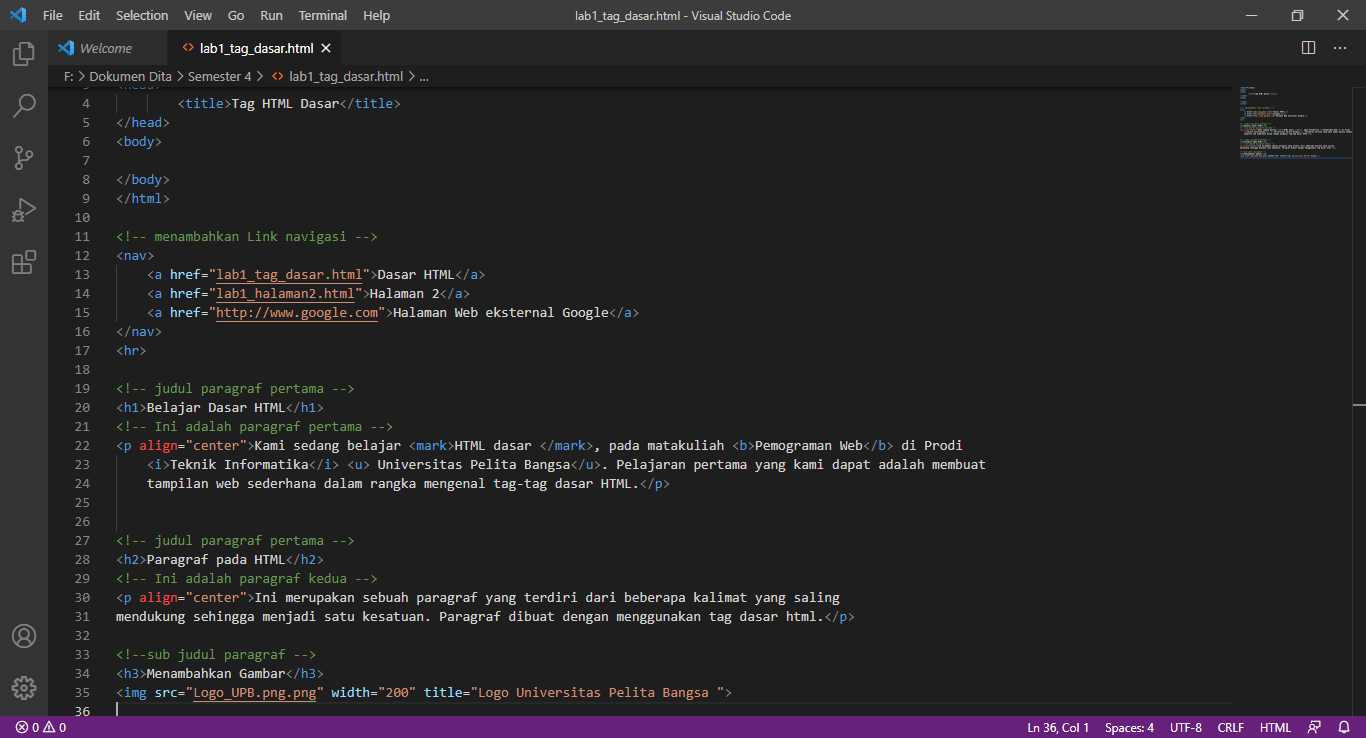 File Edit Selection View Go Run Terminal Help lab1_tag_dasar.html - Visual Studio Code
Welcome lab1_tag_dasar.html
F: > Dokumen Dita > Semester 4 > lab1_tag_dasar.html > ...
3 <head>
4 <title>Tag HTML Dasar</title>
5 </head>
6 <body>
7
8 </body>
9 </html>
10
11 <!-- menambahkan Link navigasi -->
12 <nav>
13 <a href="lab1_tag_dasar.html">Dasar HTML</a>
14 <a href="lab1_halaman2.html">Halaman 2</a>
15 <a href="http://www.google.com">Halaman Web eksternal Google</a>
16 </nav>
17 <hr>
18
19 <!-- judul paragraf pertama -->
20 <h1>Belajar Dasar HTML</h1>
21 <!-- Ini adalah paragraf pertama -->
22 <p align="center">Kami sedang belajar <mark>HTML dasar </mark>, pada matakuliah <b>Pemograman Web</b> di Prodi
23 <i>Teknik Informatika</i> <u> Universitas Pelita Bangsa</u>. Pelajaran pertama yang kami dapat adalah membuat
24 tampilan web sederhana dalam rangka mengenal tag-tag dasar HTML.</p>
25
26
27 <!-- judul paragraf pertama -->
28 <h2>Paragraf pada HTML</h2>
29 <!-- Ini adalah paragraf kedua -->
30 <p align="center">Ini merupakan sebuah paragraf yang terdiri dari beberapa kalimat yang saling
31 mendukung sehingga menjadi satu kesatuan. Paragraf dibuat dengan menggunakan tag dasar html.</p>
32
33 <!--sub judul paragraf -->
34 <h3>Menambahkan Gambar</h3>
35 <img src="Logo_UPB.png.png" width="200" title="Logo Universitas Pelita Bangsa ">
36
0 0 Ln 36, Col 1 Spaces: 4 UTF-8 CRLF HTML